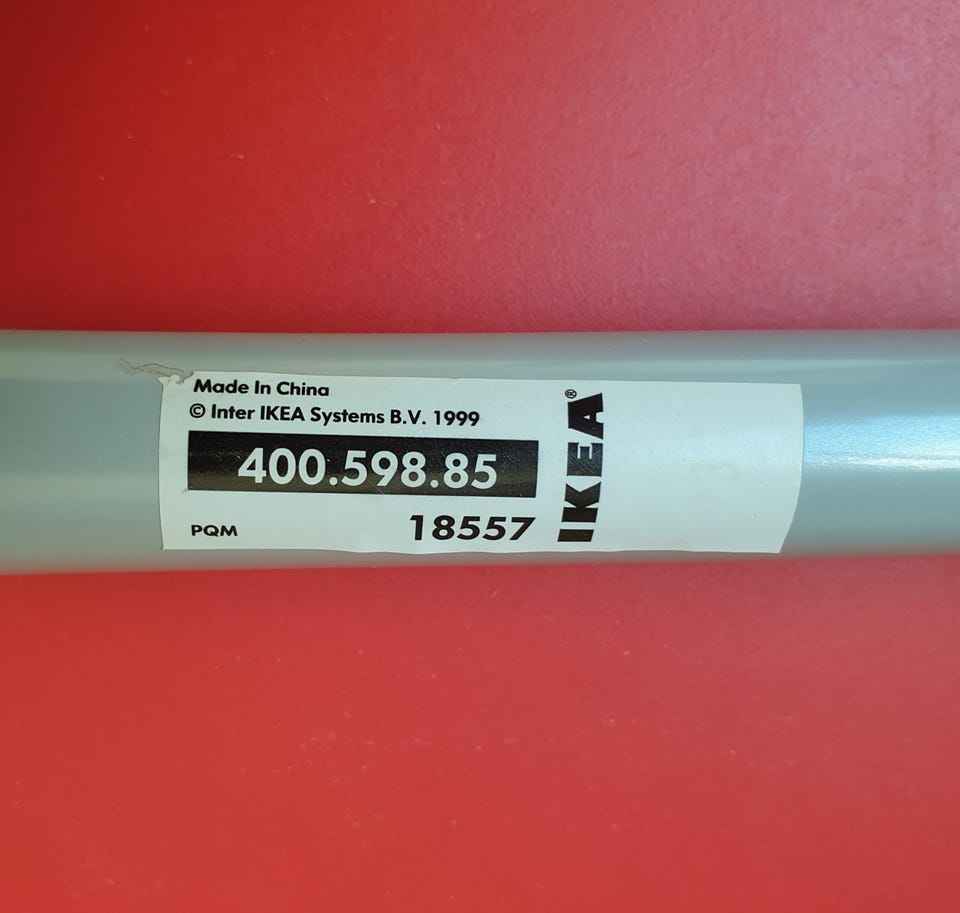 Made In China
© Inter IKEA Systems B.V. 1999
400.598.85
PQM 18557
IKEA®